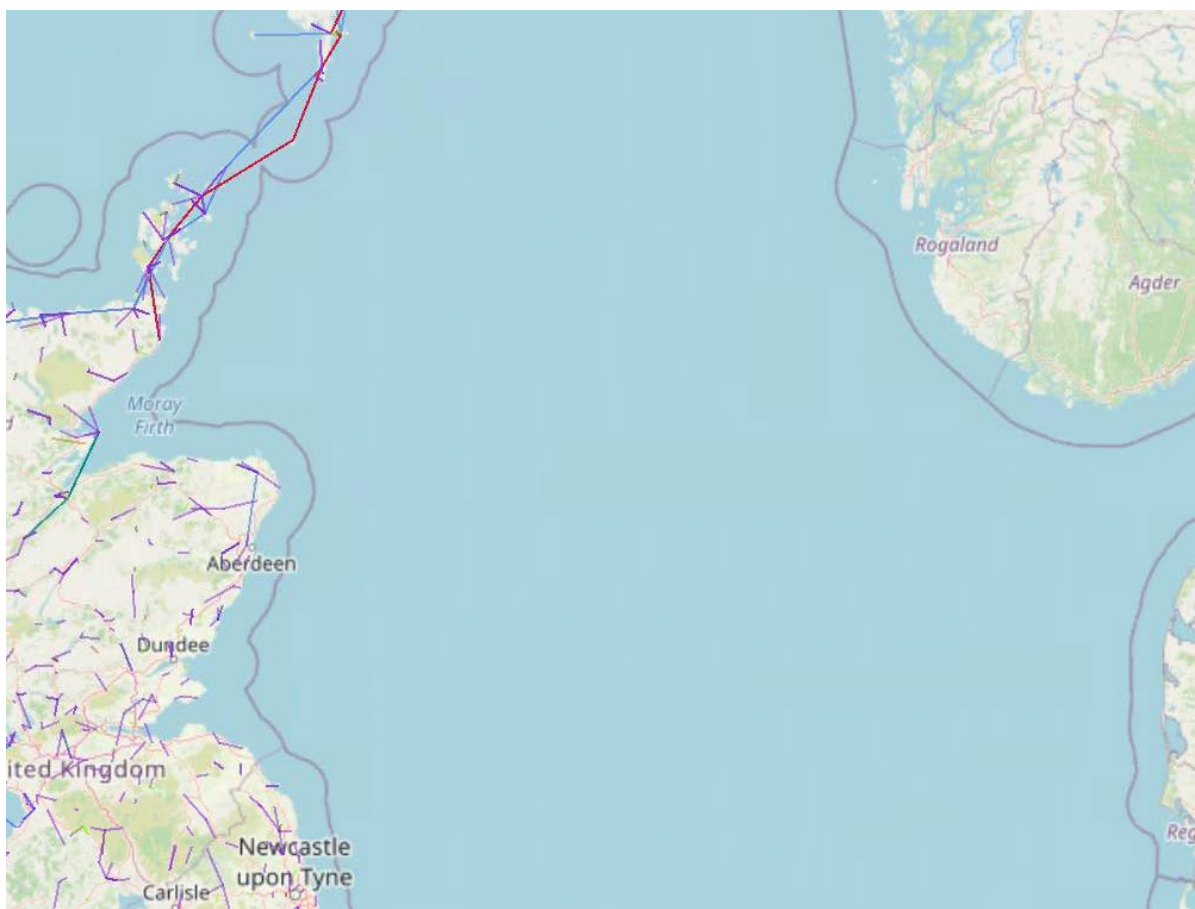 Rogaland
Agder
Moray
Firth
Aberdeen
Dundee
ited Kingdom
Reg
Newcastle
upon Tyne
Carlisle